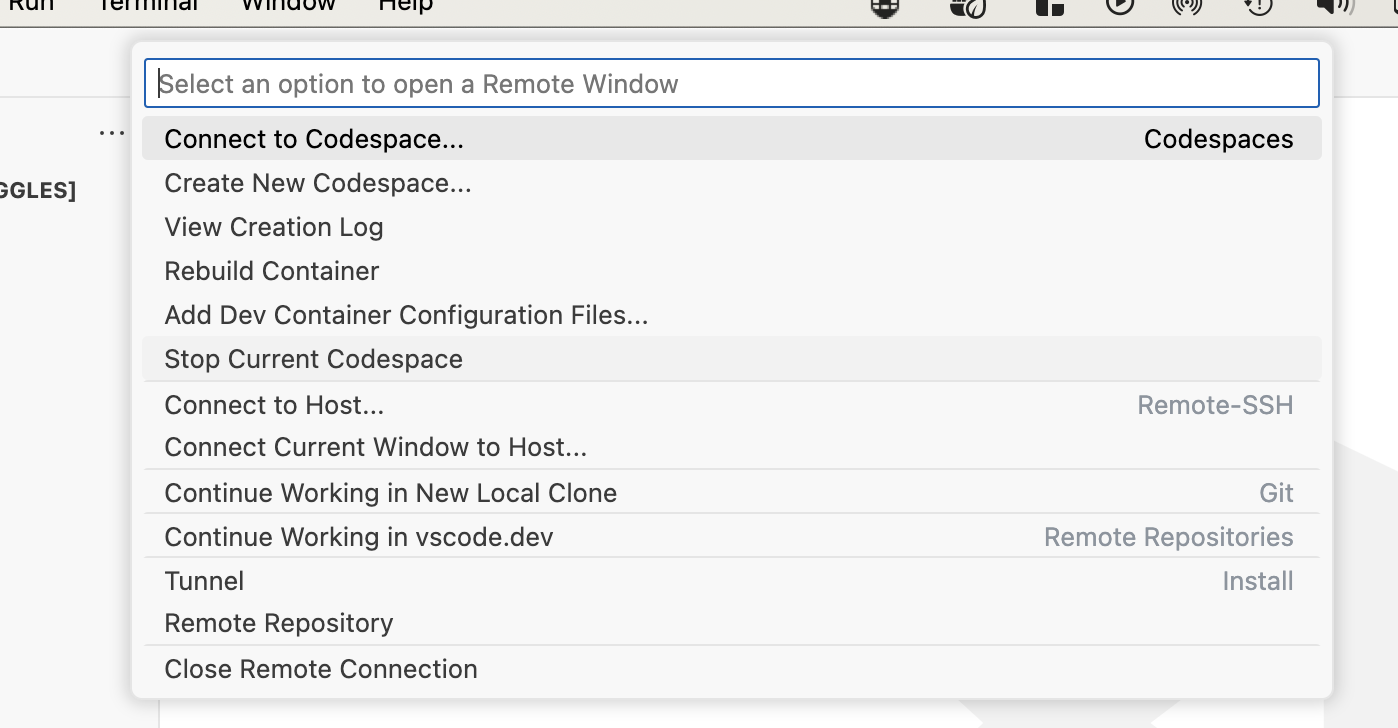 Run Terminal Window Help
Select an option to open a Remote Window
...
Connect to Codespace... Codespaces
GGLES]
Create New Codespace...
View Creation Log
Rebuild Container
Add Dev Container Configuration Files...
Stop Current Codespace
Connect to Host... Remote-SSH
Connect Current Window to Host...
Continue Working in New Local Clone Git
Continue Working in vscode.dev Remote Repositories
Tunnel Install
Remote Repository
Close Remote Connection